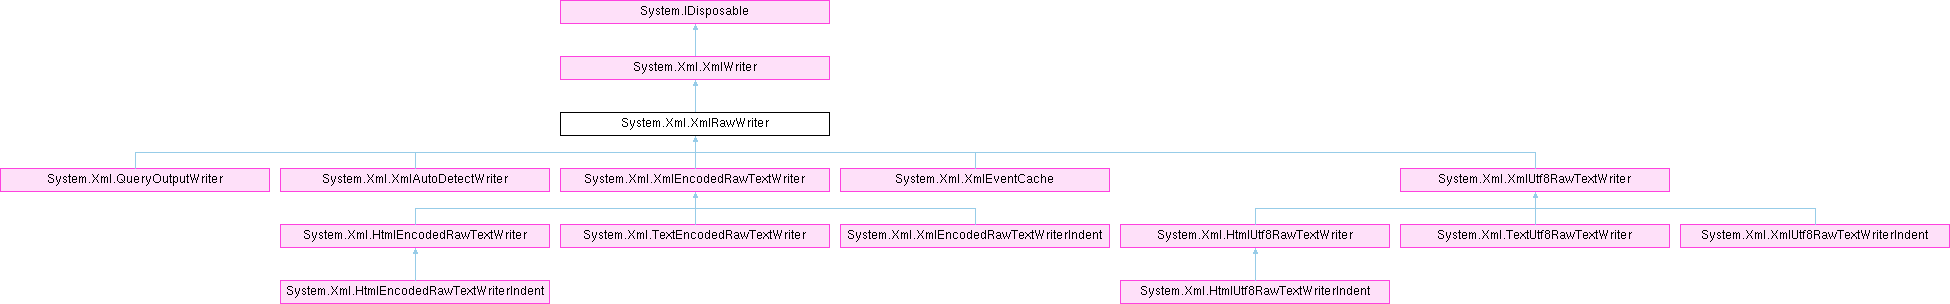 System.IDisposable
System.Xml.XmlWriter
System.Xml.XmlRawWriter
System.Xml.QueryOutputWriter
System.Xml.XmlAutoDetectWriter
System.Xml.XmlEncodedRawTextWriter
System.Xml.XmlEventCache
System.Xml.XmlUtf8RawTextWriter
System.Xml.HtmlEncodedRawTextWriter
System.Xml.TextEncodedRawTextWriter
System.Xml.XmlEncodedRawTextWriterIndent
System.Xml.HtmlUtf8RawTextWriter
System.Xml.TextUtf8RawTextWriter
System.Xml.XmlUtf8RawTextWriterIndent
System.Xml.HtmlEncodedRawTextWriterIndent
System.Xml.HtmlUtf8RawTextWriterIndent